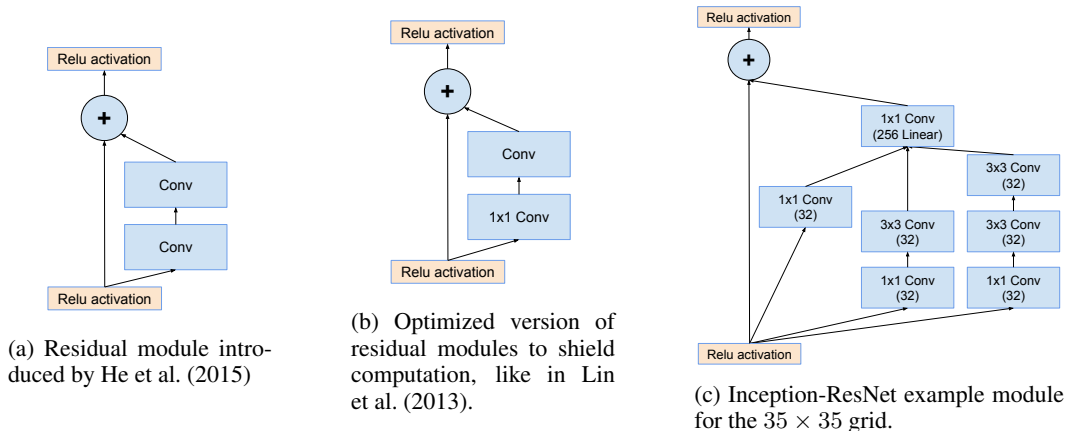 Relu activation
+
Conv
Conv
Relu activation
(a) Residual module intro-
duced by He et al. (2015)
Relu activation
+
Conv
1x1 Conv
Relu activation
(b) Optimized version of
residual modules to shield
computation, like in Lin
et al. (2013).
Relu activation
+
1x1 Conv
(256 Linear)
3x3 Conv
(32)
1x1 Conv
(32)
3x3 Conv
(32)
3x3 Conv
(32)
1x1 Conv
(32)
1x1 Conv
(32)
Relu activation
(c) Inception-ResNet example module
for the 35 × 35 grid.